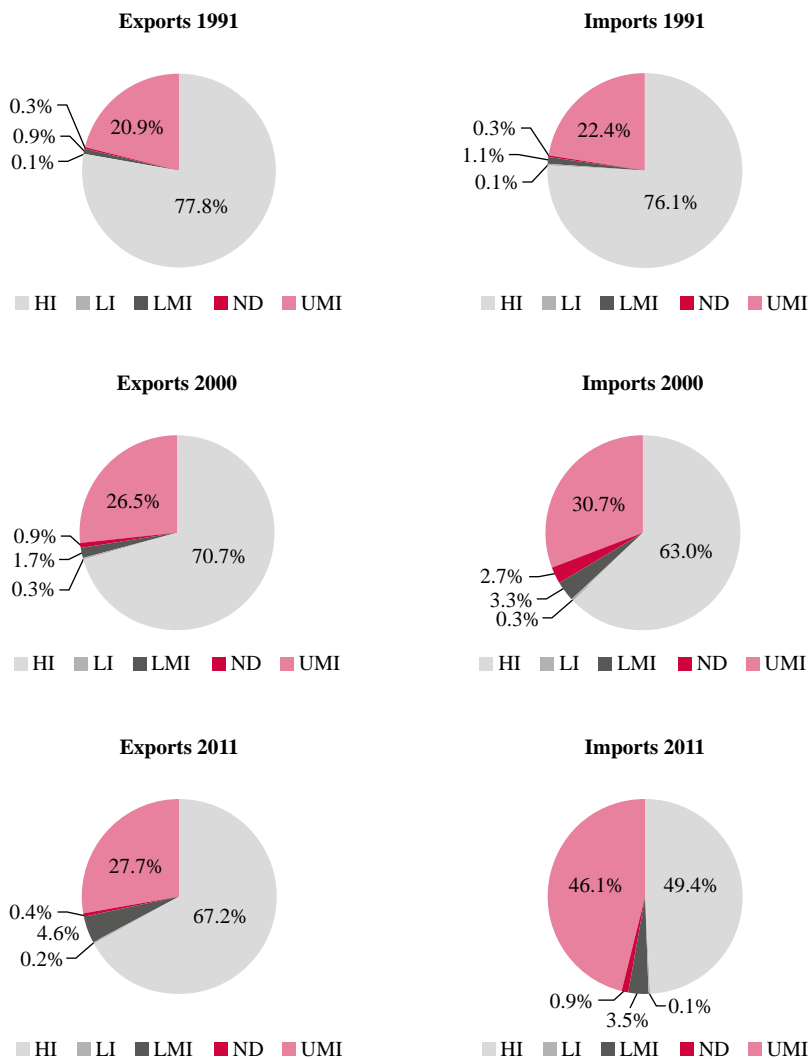 Exports 1991
0.3%
0.9%
0.1%
20.9%
77.8%
HI LI LMI ND UMI
Imports 1991
0.3%
1.1%
0.1%
22.4%
76.1%
HI LI LMI ND UMI
Exports 2000
0.9%
1.7%
0.3%
26.5%
70.7%
HI LI LMI ND UMI
Imports 2000
2.7%
3.3%
0.3%
30.7%
63.0%
HI LI LMI ND UMI
Exports 2011
0.4%
4.6%
0.2%
27.7%
67.2%
HI LI LMI ND UMI
Imports 2011
46.1%
49.4%
0.9%
3.5%
0.1%
HI LI LMI ND UMI